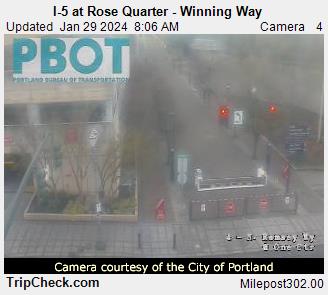 I-5 at Rose Quarter - Winning Way
Updated Jan 29 2024 8:06 AM Camera 4
PBOT
PORTLAND BUREAU OF TRANSPORTATION
Camera courtesy of the City of Portland
TripCheck.com Milepost302.00